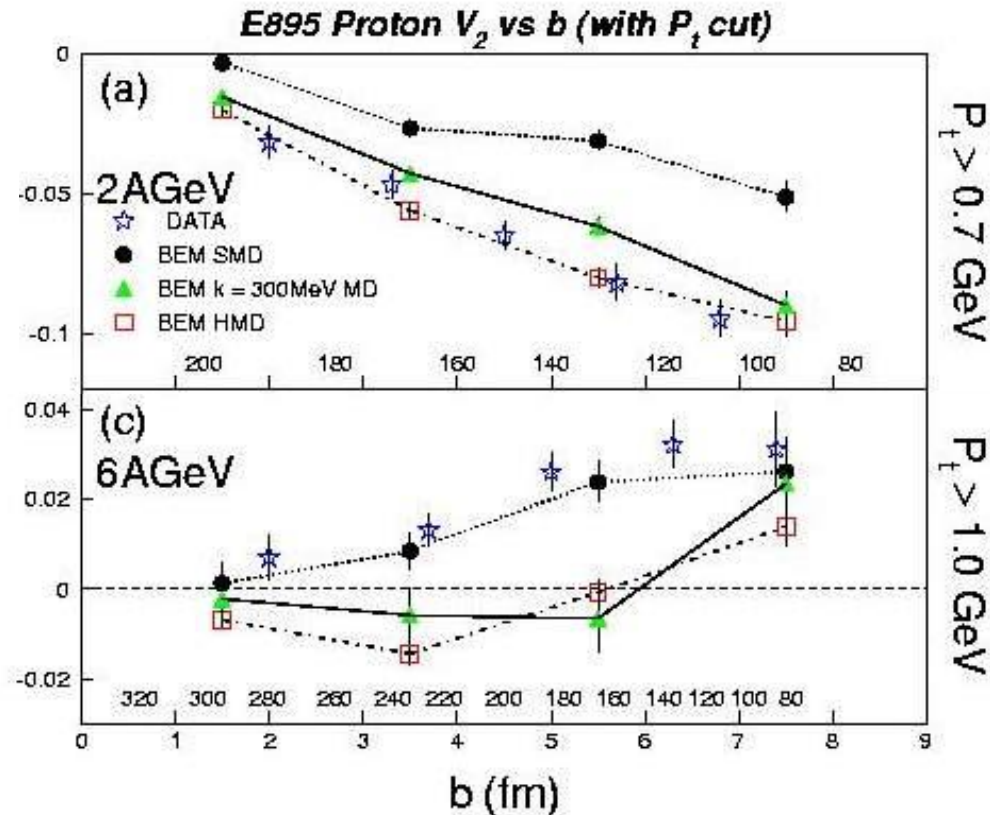 E895 Proton V2 vs b (with Pt cut)
0
(a)
2AGeV
-0.05
DATA
BEM SMD
BEM k = 300MeV MD
BEM HMD
-0.1
200 180 160 140 120 100 80
Pt > 0.7 GeV
0.04
(c)
6AGeV
0.02
0
-0.02
320 300 280 260 240 220 200 180 160 140 120 100 80
Pt > 1.0 GeV
0 1 2 3 4 5 6 7 8 9
b (fm)